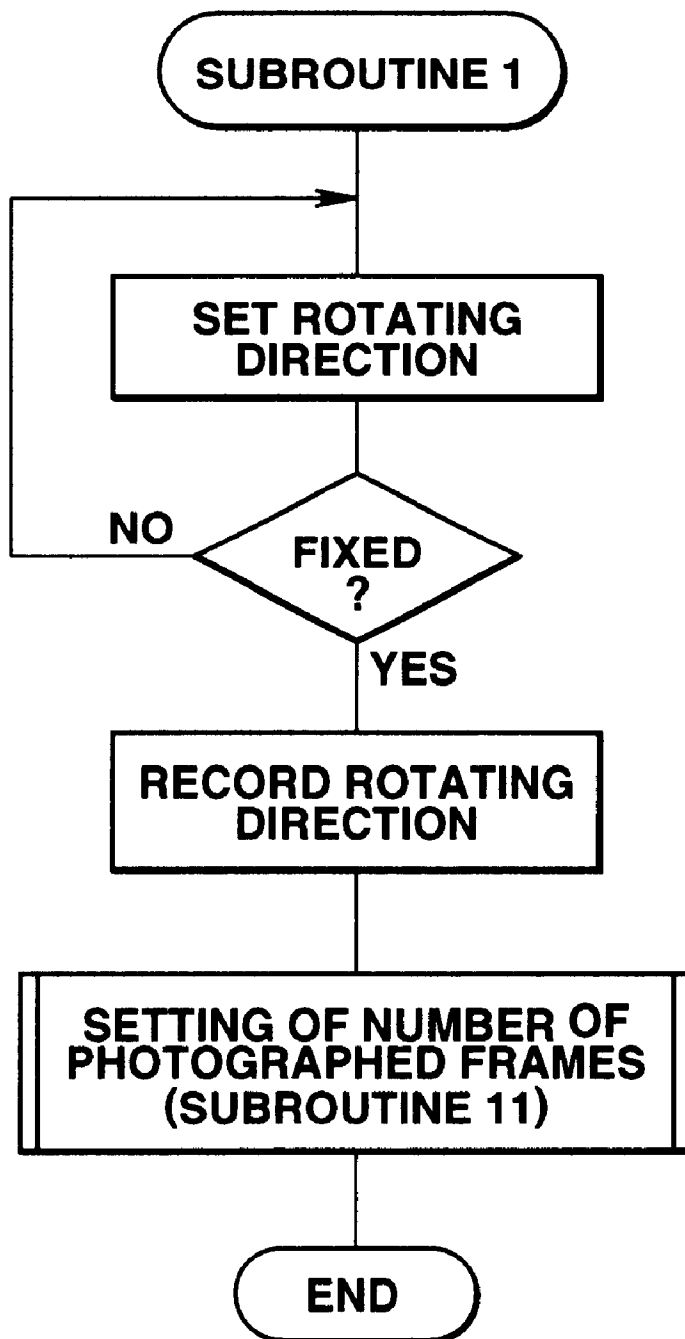 SUBROUTINE 1
SET ROTATING
DIRECTION
NO
FIXED
?
YES
RECORD ROTATING
DIRECTION
SETTING OF NUMBER OF
PHOTOGRAPHED FRAMES
(SUBROUTINE 11)
END